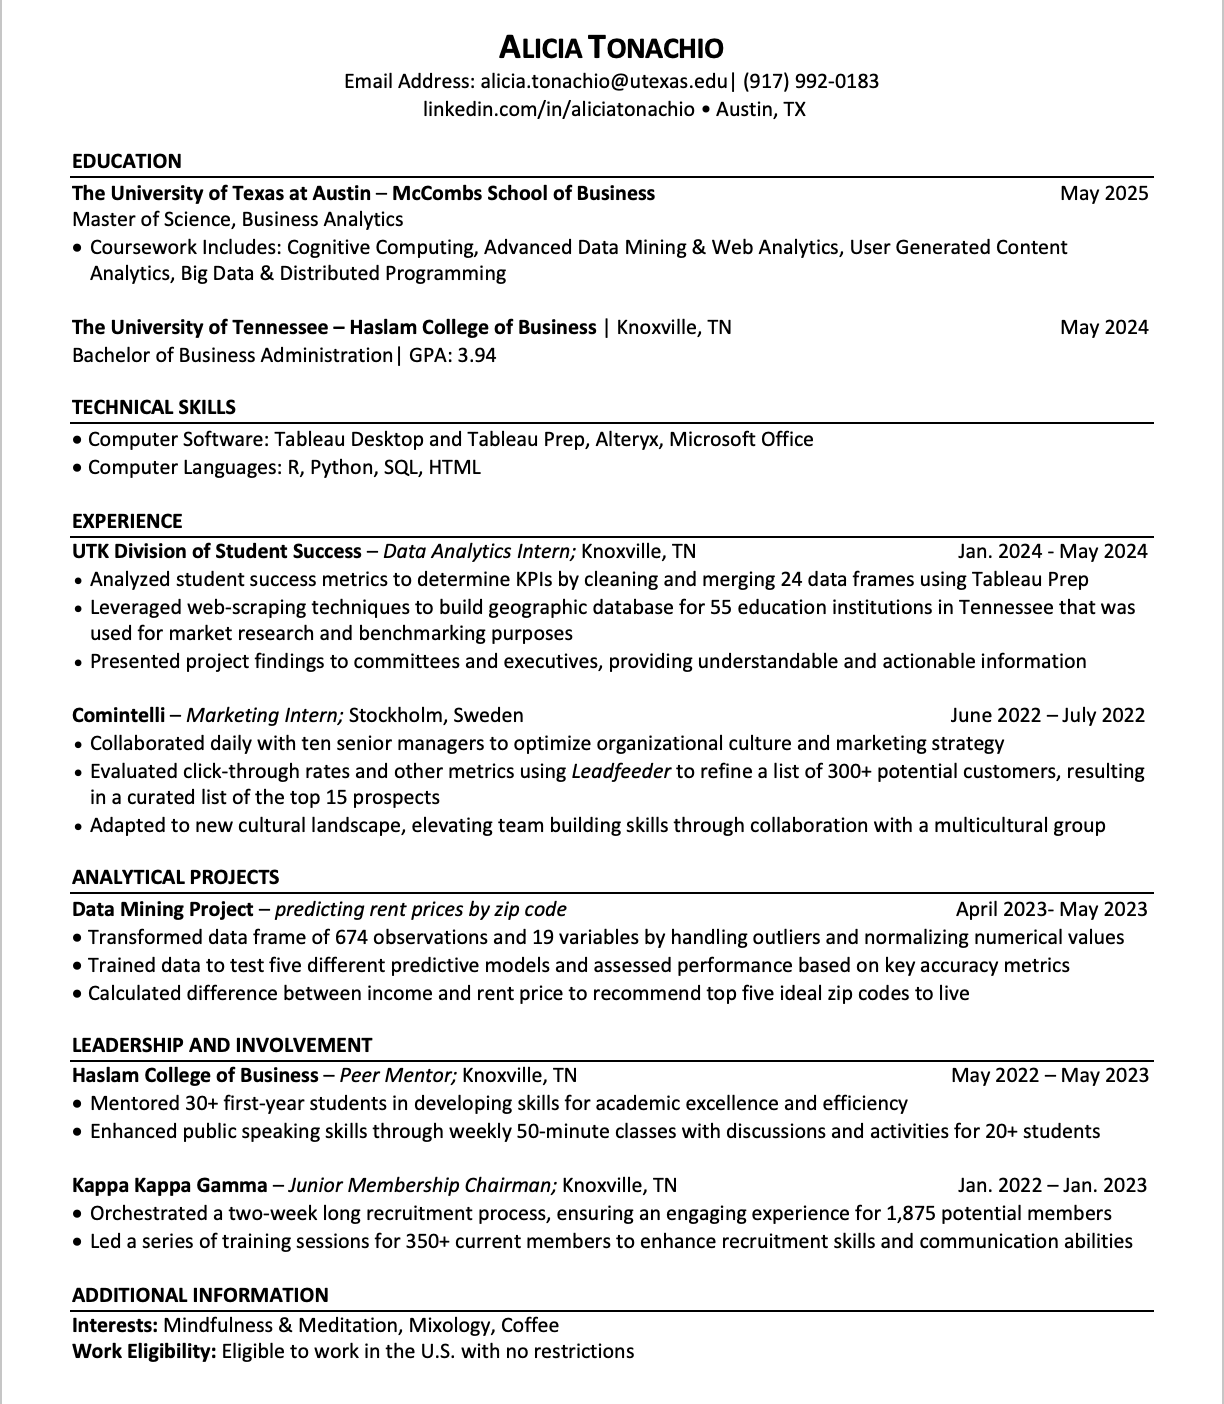 ALICIA TONACHIO
Email Address: alicia.tonachio@utexas.edu| (917) 992-0183
linkedin.com/in/aliciatonachio • Austin, TX
EDUCATION
The University of Texas at Austin – McCombs School of Business May 2025
Master of Science, Business Analytics
• Coursework Includes: Cognitive Computing, Advanced Data Mining & Web Analytics, User Generated Content
Analytics, Big Data & Distributed Programming
The University of Tennessee – Haslam College of Business | Knoxville, TN May 2024
Bachelor of Business Administration| GPA: 3.94
TECHNICAL SKILLS
• Computer Software: Tableau Desktop and Tableau Prep, Alteryx, Microsoft Office
• Computer Languages: R, Python, SQL, HTML
EXPERIENCE
UTK Division of Student Success – Data Analytics Intern; Knoxville, TN Jan. 2024 - May 2024
• Analyzed student success metrics to determine KPIs by cleaning and merging 24 data frames using Tableau Prep
• Leveraged web-scraping techniques to build geographic database for 55 education institutions in Tennessee that was
used for market research and benchmarking purposes
• Presented project findings to committees and executives, providing understandable and actionable information
Comintelli – Marketing Intern; Stockholm, Sweden June 2022 – July 2022
• Collaborated daily with ten senior managers to optimize organizational culture and marketing strategy
• Evaluated click-through rates and other metrics using Leadfeeder to refine a list of 300+ potential customers, resulting
in a curated list of the top 15 prospects
• Adapted to new cultural landscape, elevating team building skills through collaboration with a multicultural group
ANALYTICAL PROJECTS
Data Mining Project – predicting rent prices by zip code April 2023- May 2023
• Transformed data frame of 674 observations and 19 variables by handling outliers and normalizing numerical values
• Trained data to test five different predictive models and assessed performance based on key accuracy metrics
• Calculated difference between income and rent price to recommend top five ideal zip codes to live
LEADERSHIP AND INVOLVEMENT
Haslam College of Business – Peer Mentor; Knoxville, TN May 2022 – May 2023
• Mentored 30+ first-year students in developing skills for academic excellence and efficiency
• Enhanced public speaking skills through weekly 50-minute classes with discussions and activities for 20+ students
Kappa Kappa Gamma – Junior Membership Chairman; Knoxville, TN Jan. 2022 – Jan. 2023
• Orchestrated a two-week long recruitment process, ensuring an engaging experience for 1,875 potential members
• Led a series of training sessions for 350+ current members to enhance recruitment skills and communication abilities
ADDITIONAL INFORMATION
Interests: Mindfulness & Meditation, Mixology, Coffee
Work Eligibility: Eligible to work in the U.S. with no restrictions